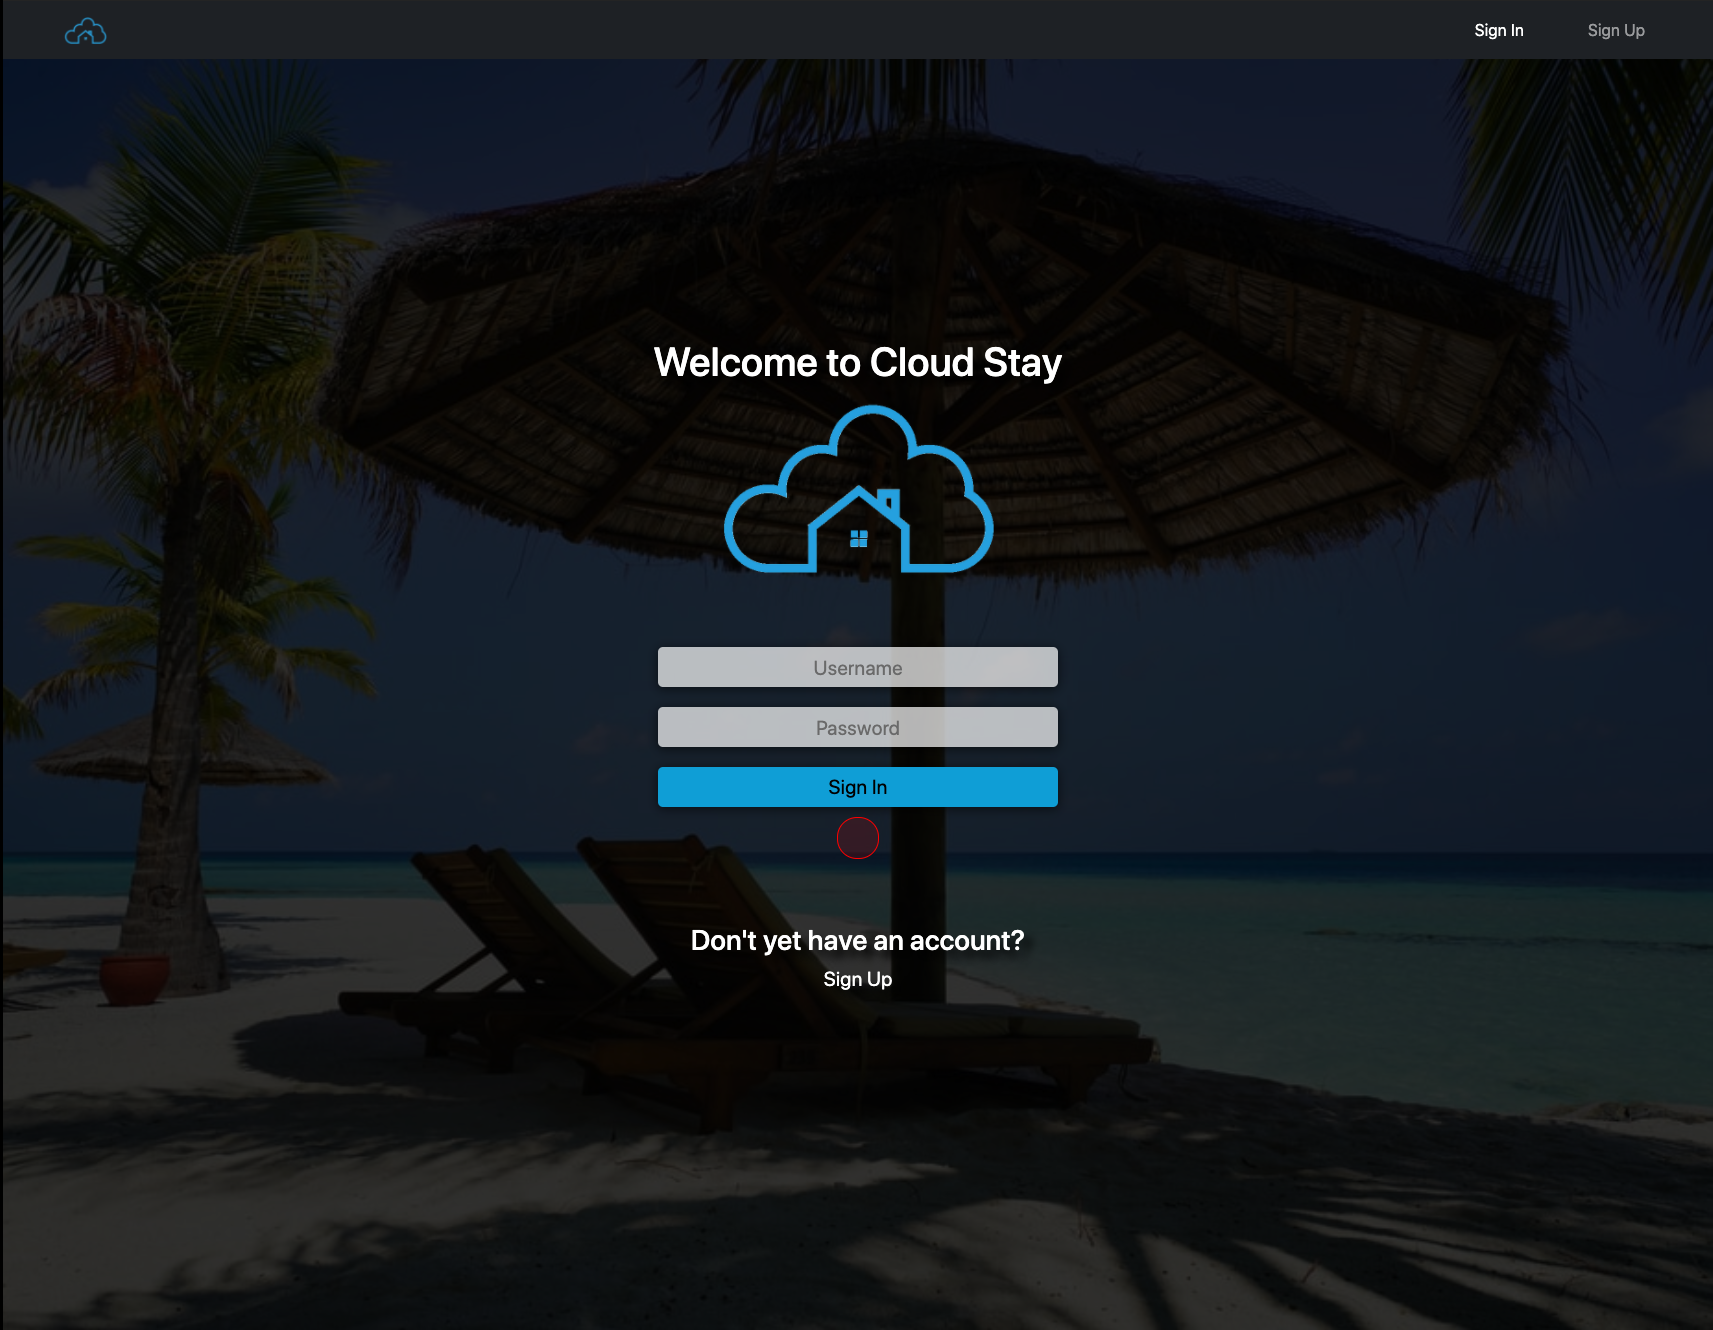 Sign In
Sign Up
Welcome to Cloud Stay
Username
Password
Sign In
Don't yet have an account?
Sign Up